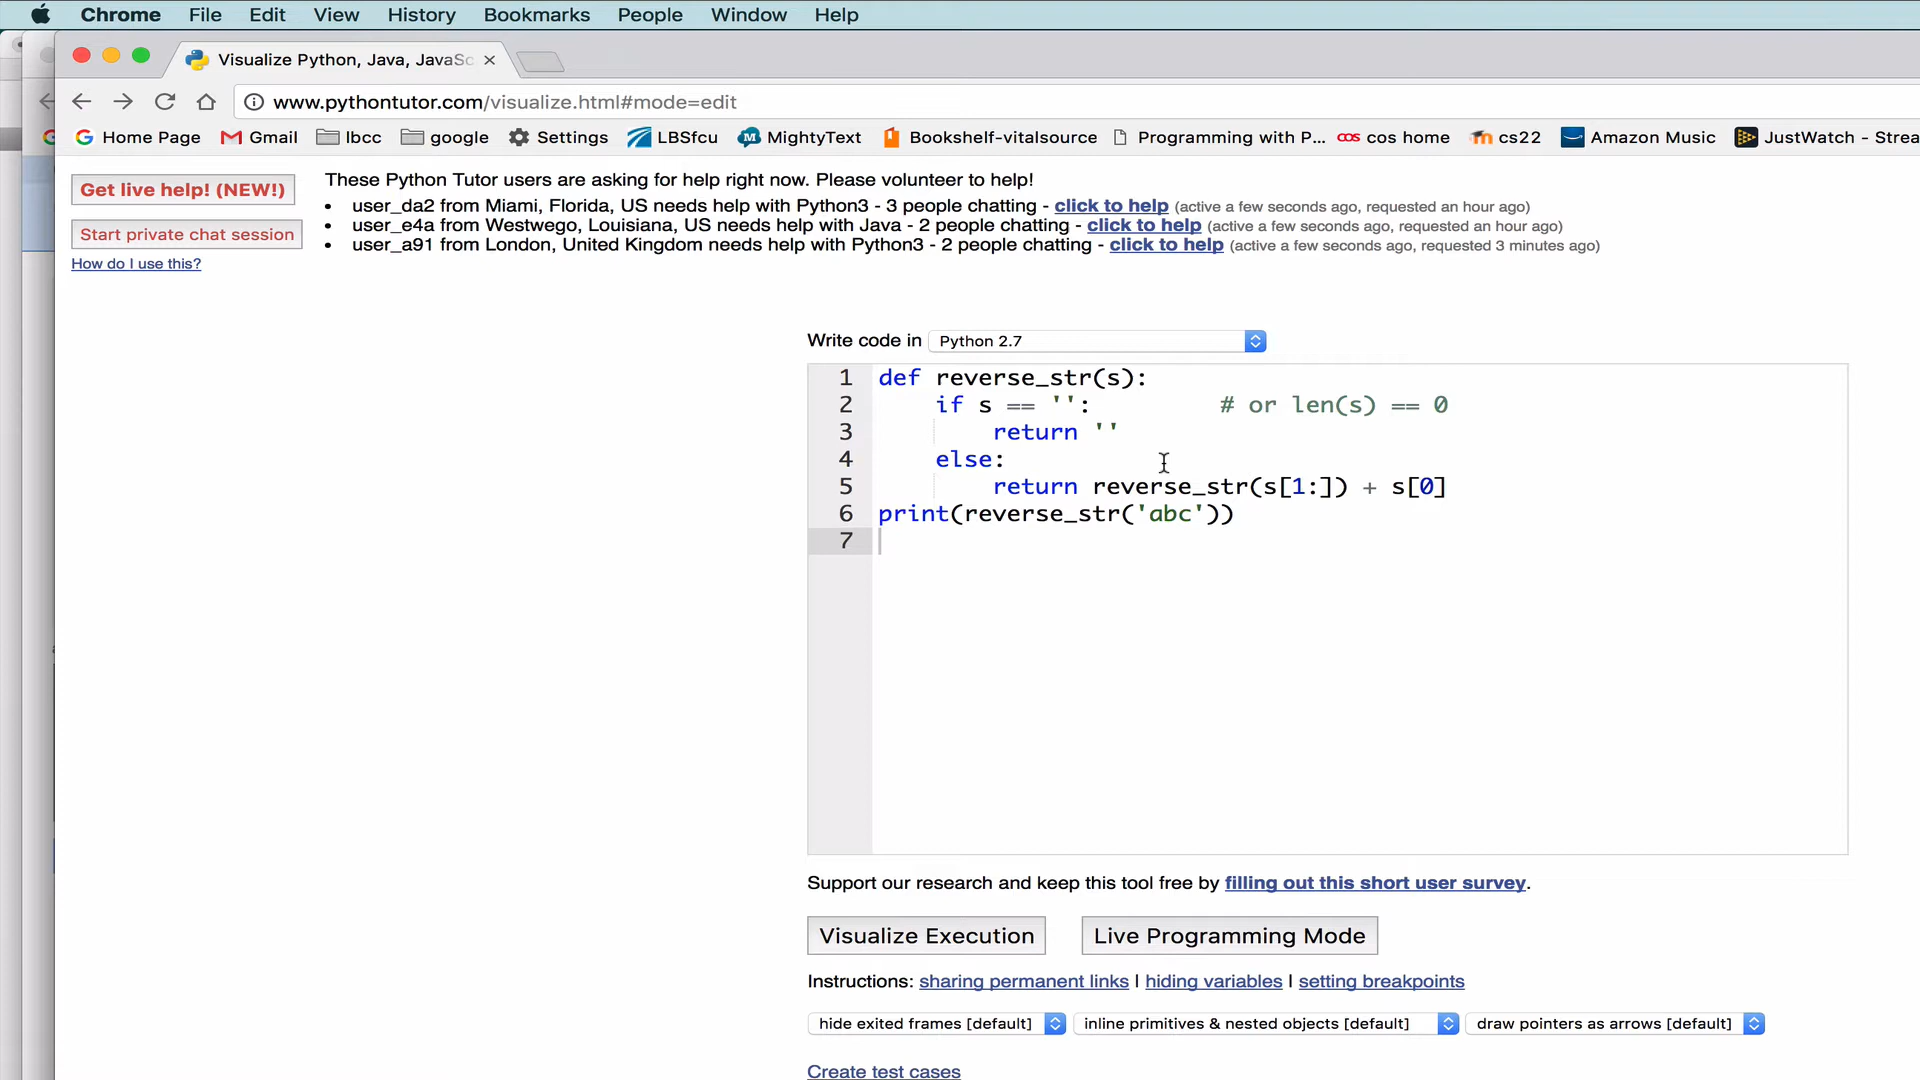 Chrome File Edit View History Bookmarks People Window Help
Visualize Python, Java, JavaSc
www.pythontutor.com/visualize.html#mode=edit
Home Page Gmail lbcc google Settings LBSfcu MightyText Bookshelf-vitalsource Programming with P... cos cos home cs22 Amazon Music JustWatch - Strea
Get live help! (NEW!)
Start private chat session
How do I use this?
These Python Tutor users are asking for help right now. Please volunteer to help!
• user_da2 from Miami, Florida, US needs help with Python3 - 3 people chatting - click to help (active a few seconds ago, requested an hour ago)
• user_e4a from Westwego, Louisiana, US needs help with Java - 2 people chatting - click to help (active a few seconds ago, requested an hour ago)
• user_a91 from London, United Kingdom needs help with Python3 - 2 people chatting - click to help (active a few seconds ago, requested 3 minutes ago)
Write code in Python 2.7
1 def reverse_str(s):
2     if s == '':         # or len(s) == 0
3         return ''
4     else:
5         return reverse_str(s[1:]) + s[0]
6 print(reverse_str('abc'))
7
Support our research and keep this tool free by filling out this short user survey.
Visualize Execution Live Programming Mode
Instructions: sharing permanent links | hiding variables | setting breakpoints
hide exited frames [default] inline primitives & nested objects [default] draw pointers as arrows [default]
Create test cases